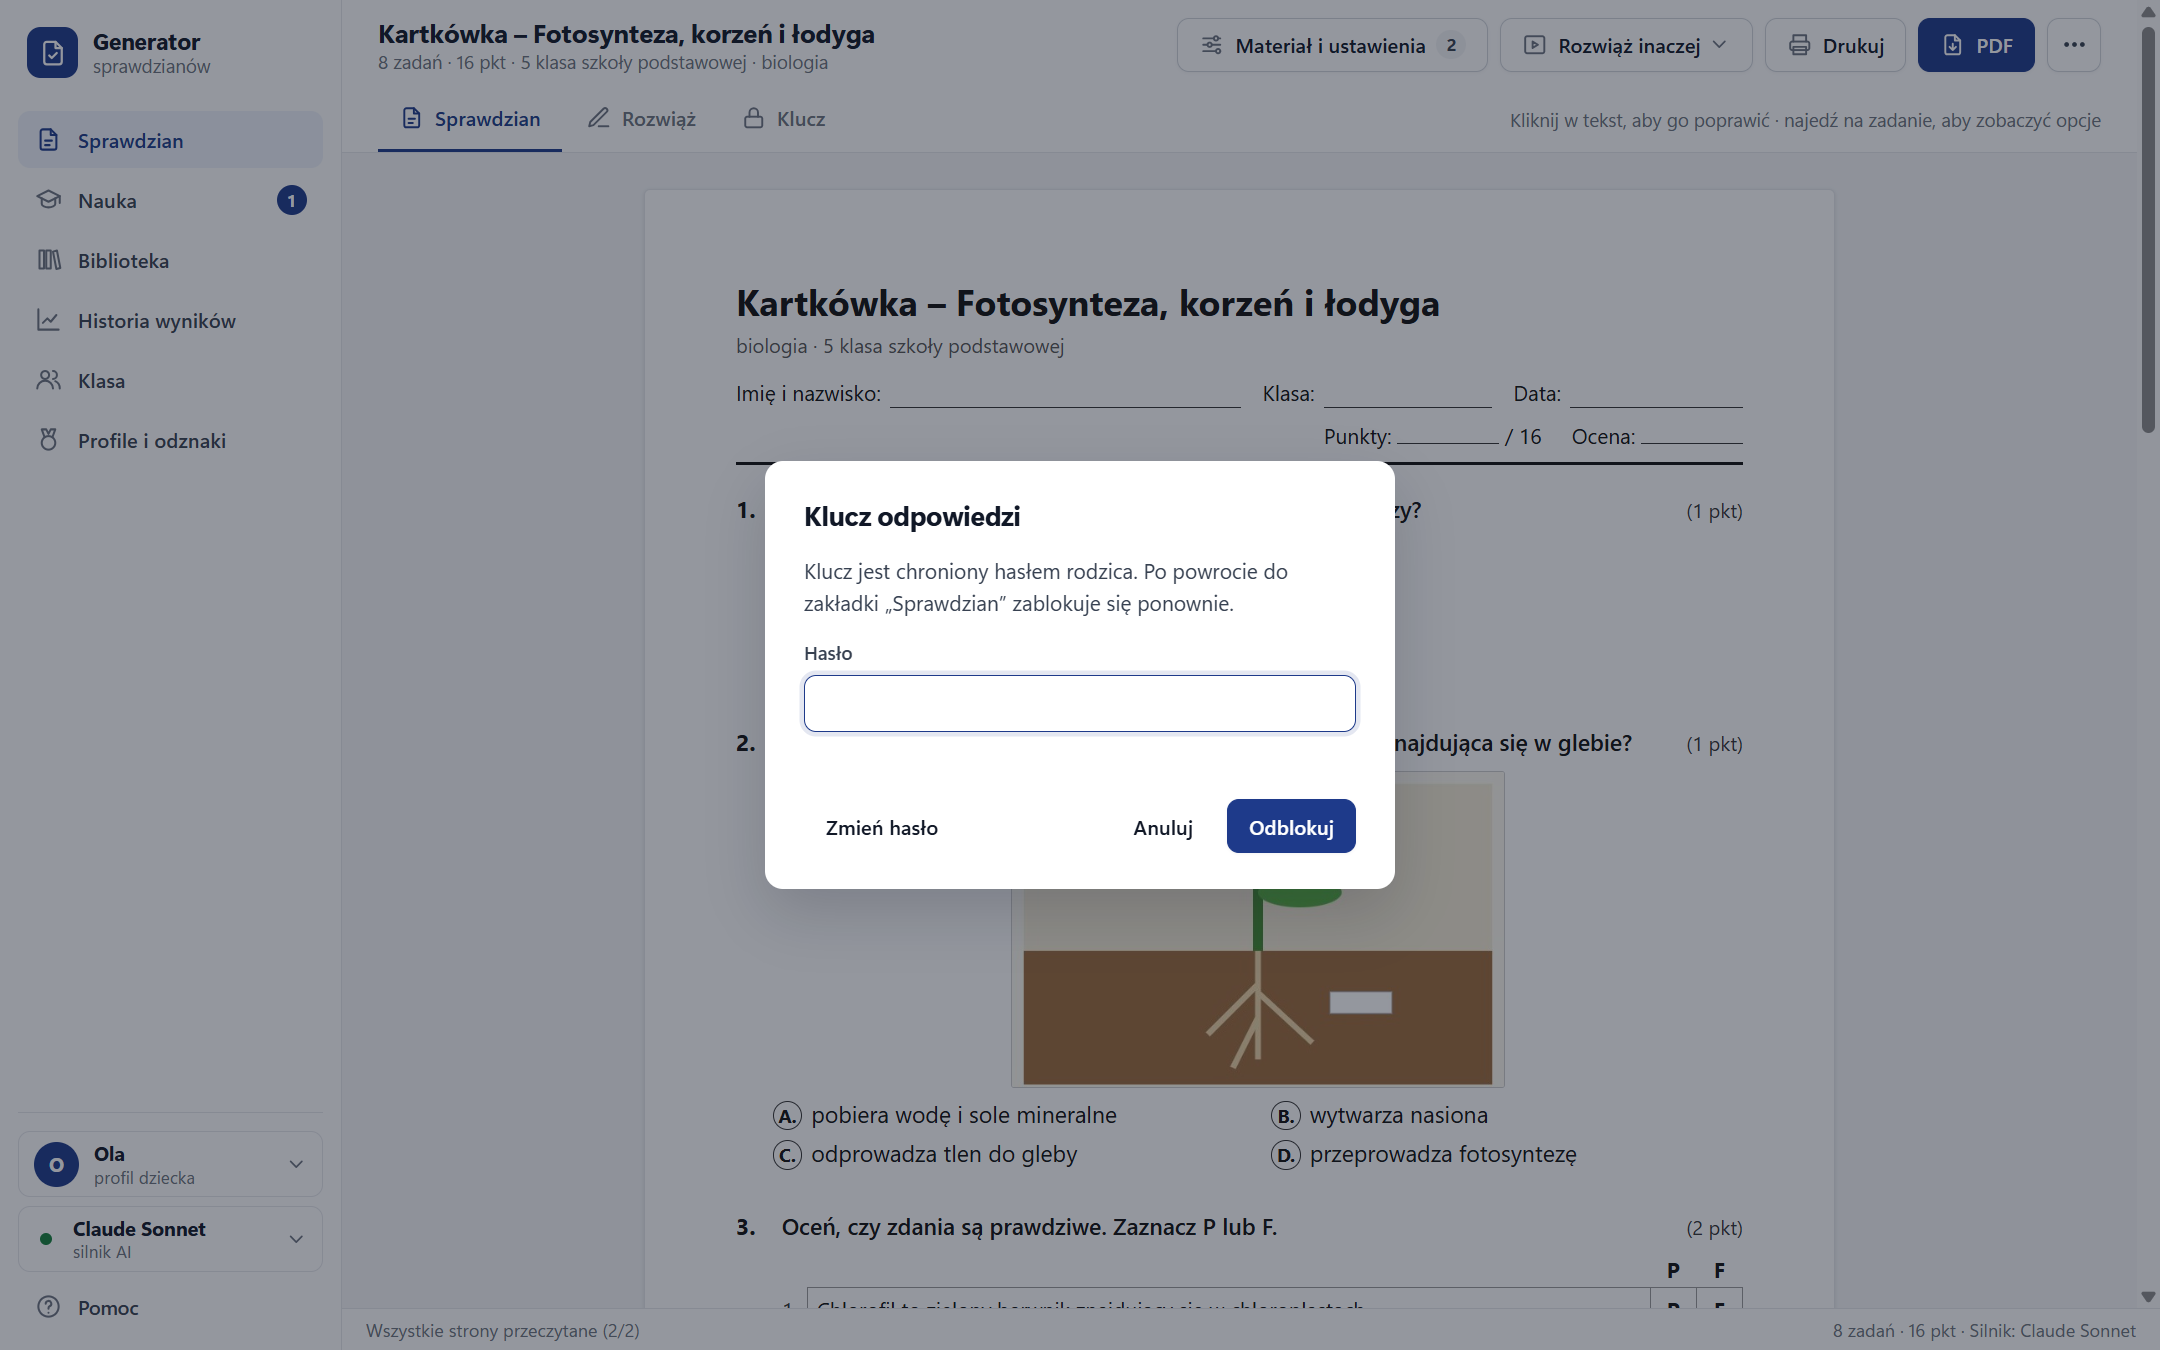 Generator
sprawdzianów
Sprawdzian
Nauka 1
Biblioteka
Historia wyników
Klasa
Profile i odznaki
O Ola
profil dziecka
Claude Sonnet
silnik AI
Pomoc
Kartkówka – Fotosynteza, korzeń i łodyga
8 zadań · 16 pkt · 5 klasa szkoły podstawowej · biologia
Materiał i ustawienia 2
Rozwiąż inaczej
Drukuj
PDF
Sprawdzian
Rozwiąż
Klucz
Kliknij w tekst, aby go poprawić · najedź na zadanie, aby zobaczyć opcje
Kartkówka – Fotosynteza, korzeń i łodyga
biologia · 5 klasa szkoły podstawowej
Imię i nazwisko: Klasa: Data:
Punkty: / 16 Ocena:
1. (1 pkt)
Klucz odpowiedzi
Klucz jest chroniony hasłem rodzica. Po powrocie do
zakładki „Sprawdzian” zablokuje się ponownie.
Hasło
Zmień hasło
Anuluj
Odblokuj
2. się w glebie? (1 pkt)
A. pobiera wodę i sole mineralne
B. wytwarza nasiona
C. odprowadza tlen do gleby
D. przeprowadza fotosyntezę
3. Oceń, czy zdania są prawdziwe. Zaznacz P lub F. (2 pkt)
P F
Wszystkie strony przeczytane (2/2)
8 zadań · 16 pkt · Silnik: Claude Sonnet